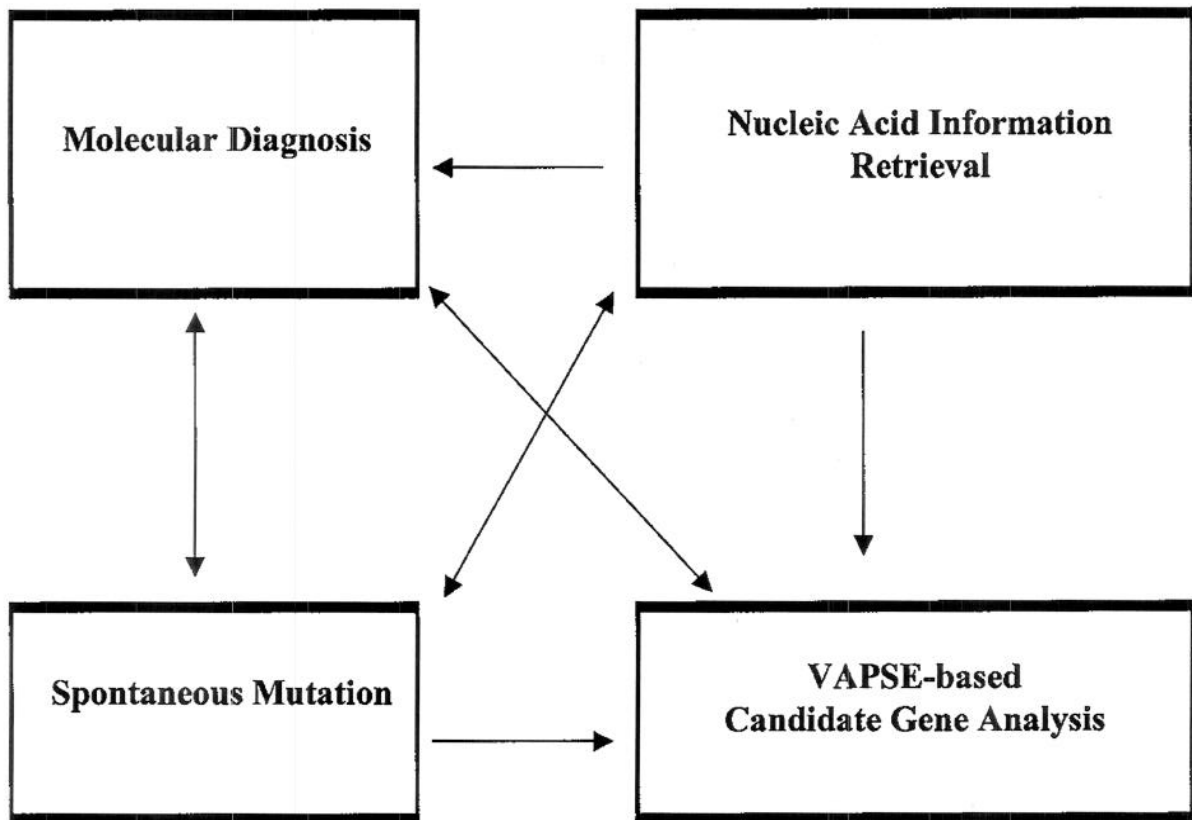 Molecular Diagnosis
Nucleic Acid Information
Retrieval
Spontaneous Mutation
VAPSE-based
Candidate Gene Analysis